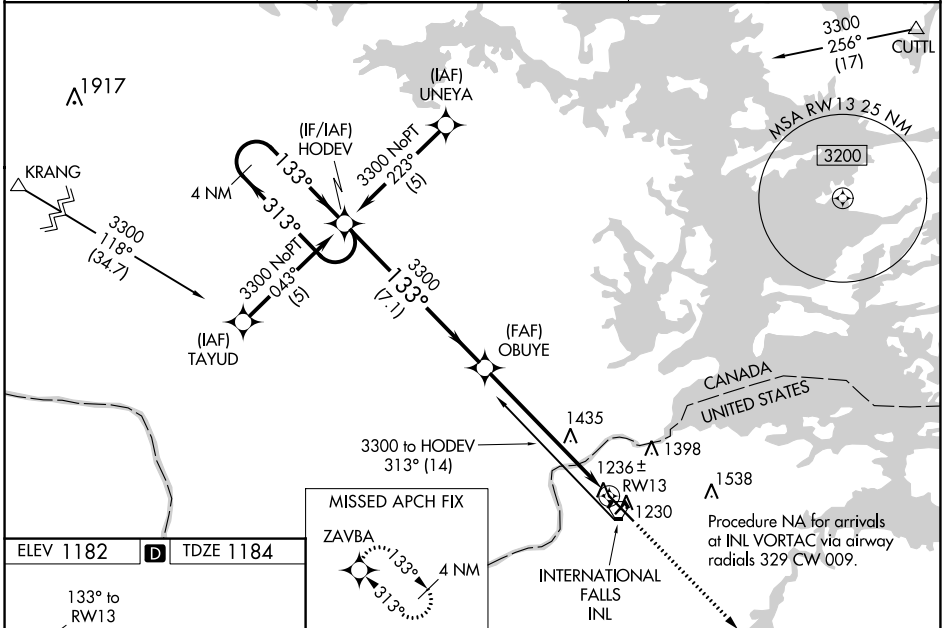 3300
256°
(17)
CUTTL
1917
(IAF)
UNEYA
(IF/IAF)
HODEV
MSA RW13 25 NM
3200
KRANG
4 NM
133°
3300 NoPT
223°
(5)
313°
3300
118°
(34.7)
3300 NoPT
043°
(5)
3300
133°
(7.1)
(IAF)
TAYUD
(FAF)
OBUYE
CANADA
UNITED STATES
1435
3300 to HODEV
313° (14)
1398
1236 ±
RW13
1538
1230
MISSED APCH FIX
ZAVBA
133°
4 NM
313°
Procedure NA for arrivals
at INL VORTAC via airway
radials 329 CW 009.
ELEV 1182 D TDZE 1184
INTERNATIONAL
FALLS
INL
133° to
RW13